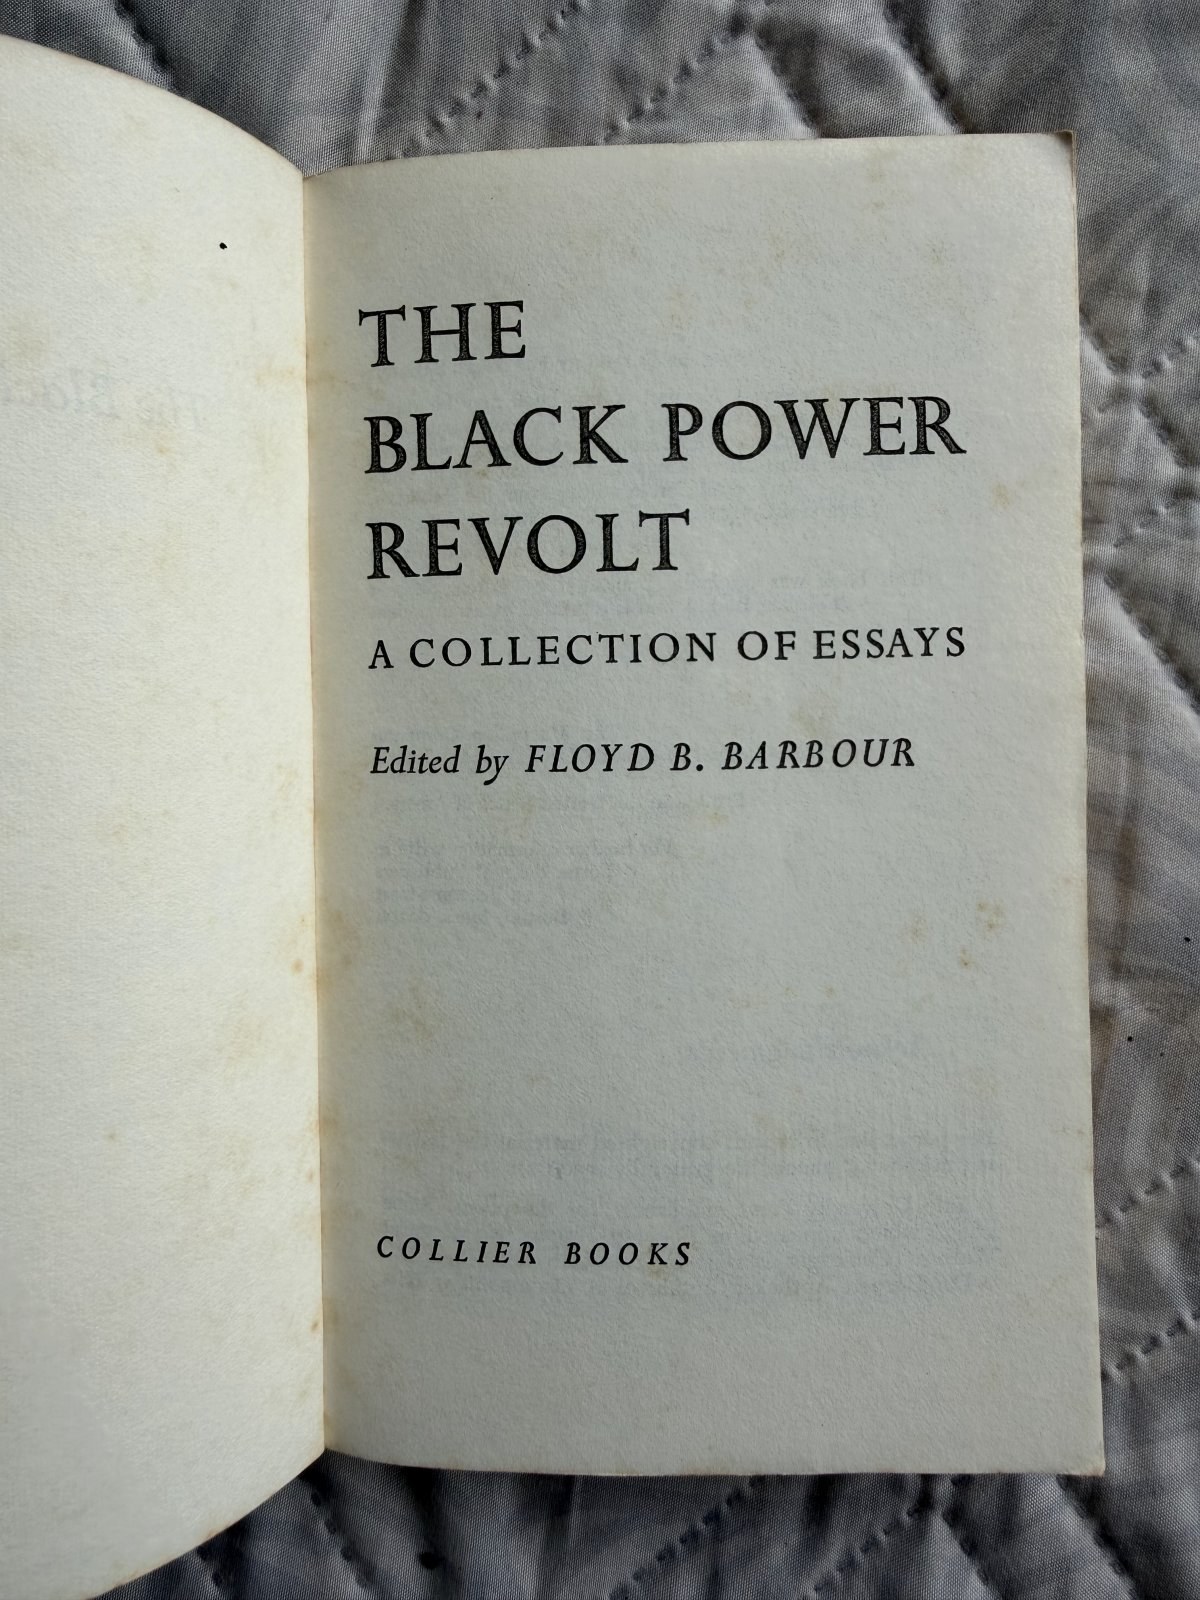 THE
BLACK POWER
REVOLT
A COLLECTION OF ESSAYS
Edited by FLOYD B. BARBOUR
COLLIER BOOKS